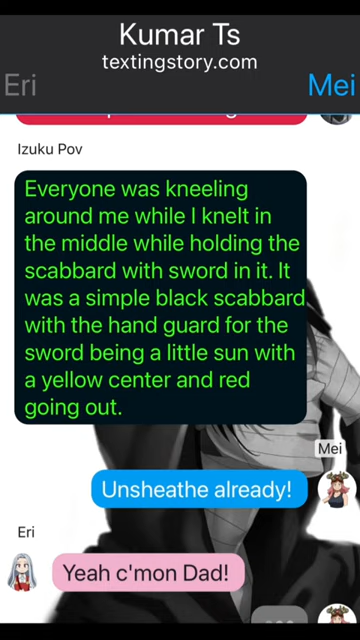 Kumar Ts
textingstory.com
Eri
Mei
Izuku Pov
Everyone was kneeling
around me while I knelt in
the middle while holding the
scabbard with sword in it. It
was a simple black scabbard
with the hand guard for the
sword being a little sun with
a yellow center and red
going out.
Mei
Unsheathe already!
Eri
Yeah c'mon Dad!